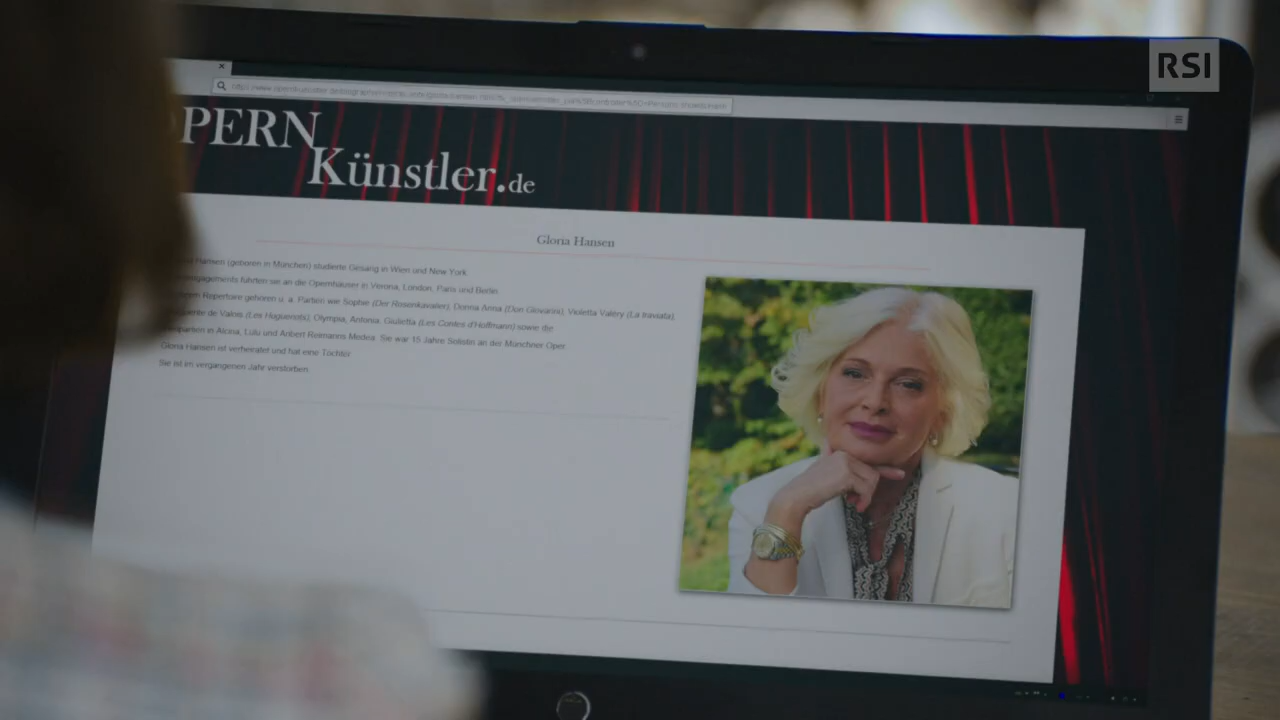 RSI
PERN
Künstler.de
Gloria Hansen
Hansen (geboren in München) studierte Gesang in Wien und New York.
engagements führten sie an die Opernhäuser in Verona, London, Paris und Berlin.
Repertoire gehören u. a. Partien wie Sophie (Der Rosenkavalier), Donna Anna (Don Giovanni), Violetta Valéry (La traviata),
de Valois (Les Huguenots), Olympia, Antonia, Giulietta (Les Contes d'Hoffmann) sowie die
partien in Alcina, Lulu und Aribert Reimanns Medea. Sie war 15 Jahre Solistin an der Münchner Oper.
Gloria Hansen ist verheiratet und hat eine Tochter.
Sie ist im vergangenen Jahr verstorben.